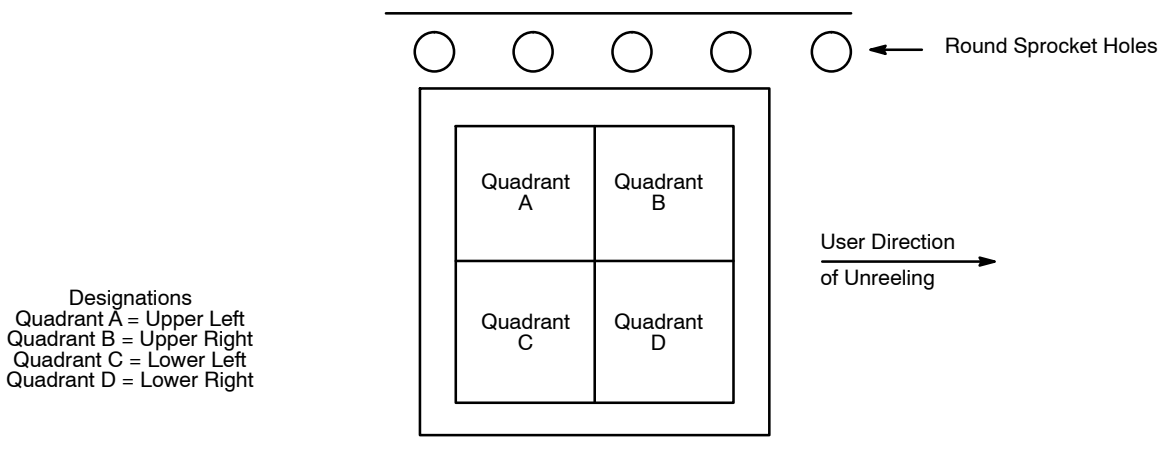 Round Sprocket Holes
Quadrant
A
Quadrant
B
User Direction
of Unreeling
Designations
Quadrant A = Upper Left
Quadrant B = Upper Right
Quadrant C = Lower Left
Quadrant D = Lower Right
Quadrant
C
Quadrant
D